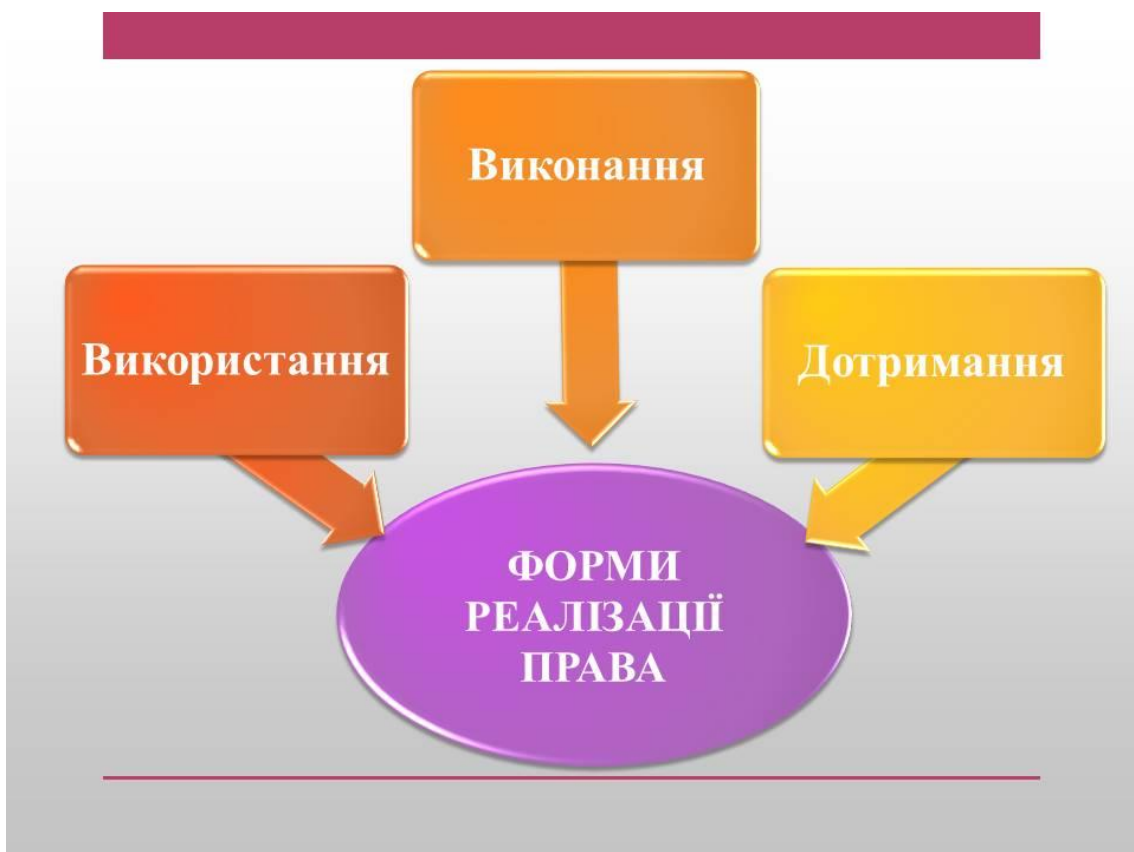 Виконання
Використання
Дотримання
ФОРМИ
РЕАЛІЗАЦІЇ
ПРАВА